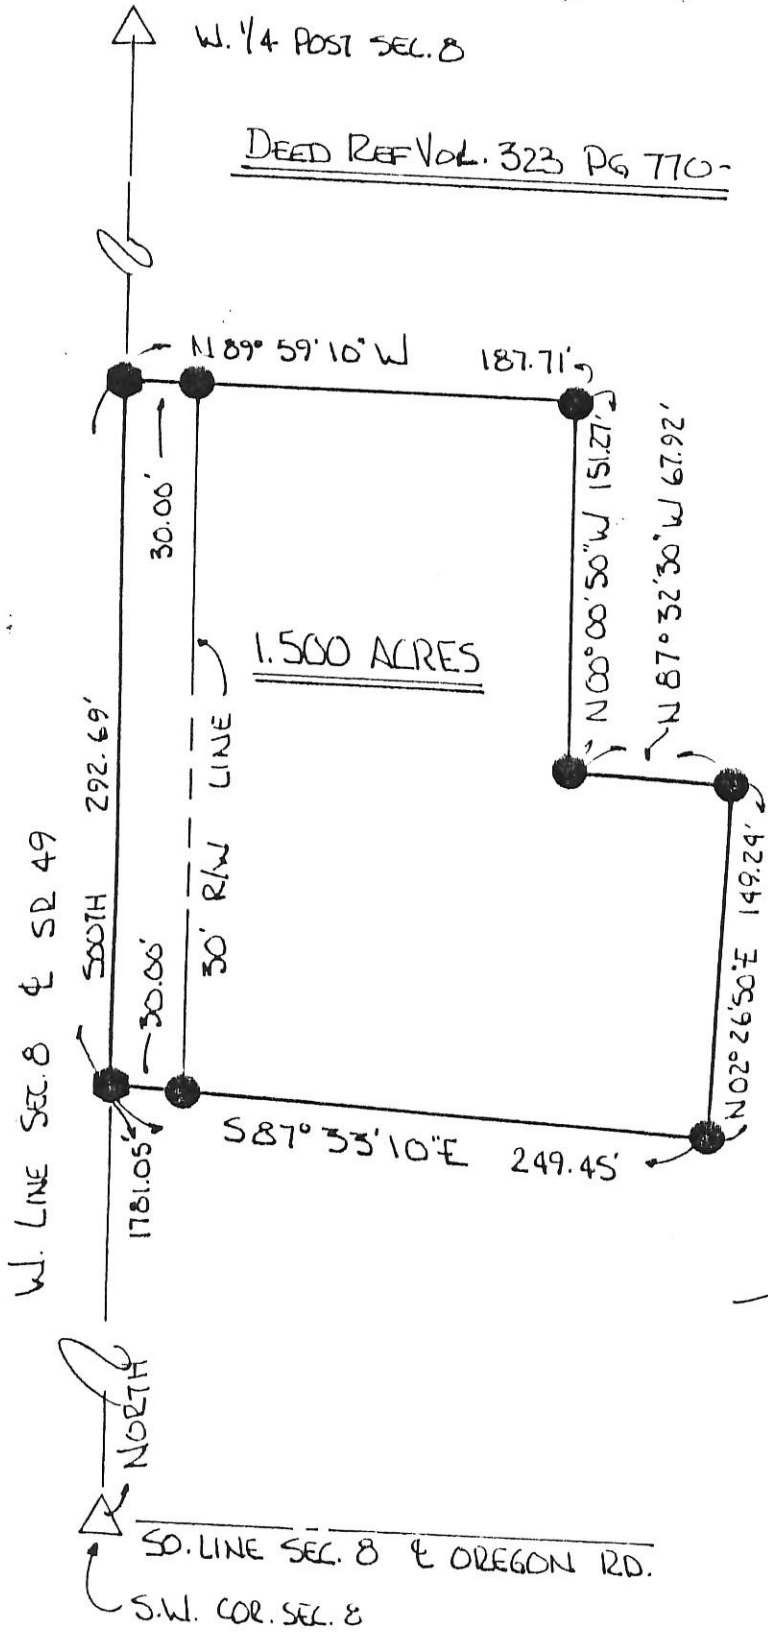 W. 1/4 POST SEC. 8
DEED REF VOL. 323 PG 770-
N 89° 59' 10" W 187.71'
30.00'
N 00° 00' 50" W 151.27'
N 87° 32' 30" W 67.92'
1.500 ACRES
SOUTH 292.69'
30' R/W LINE
W. LINE SEC. 8 ℄ SR 49
30.00'
N 02° 26' 50" E 149.24'
1781.05'
S 87° 33' 10" E 249.45'
NORTH
SO. LINE SEC. 8 ℄ OREGON RD.
S.W. COR. SEC. 8